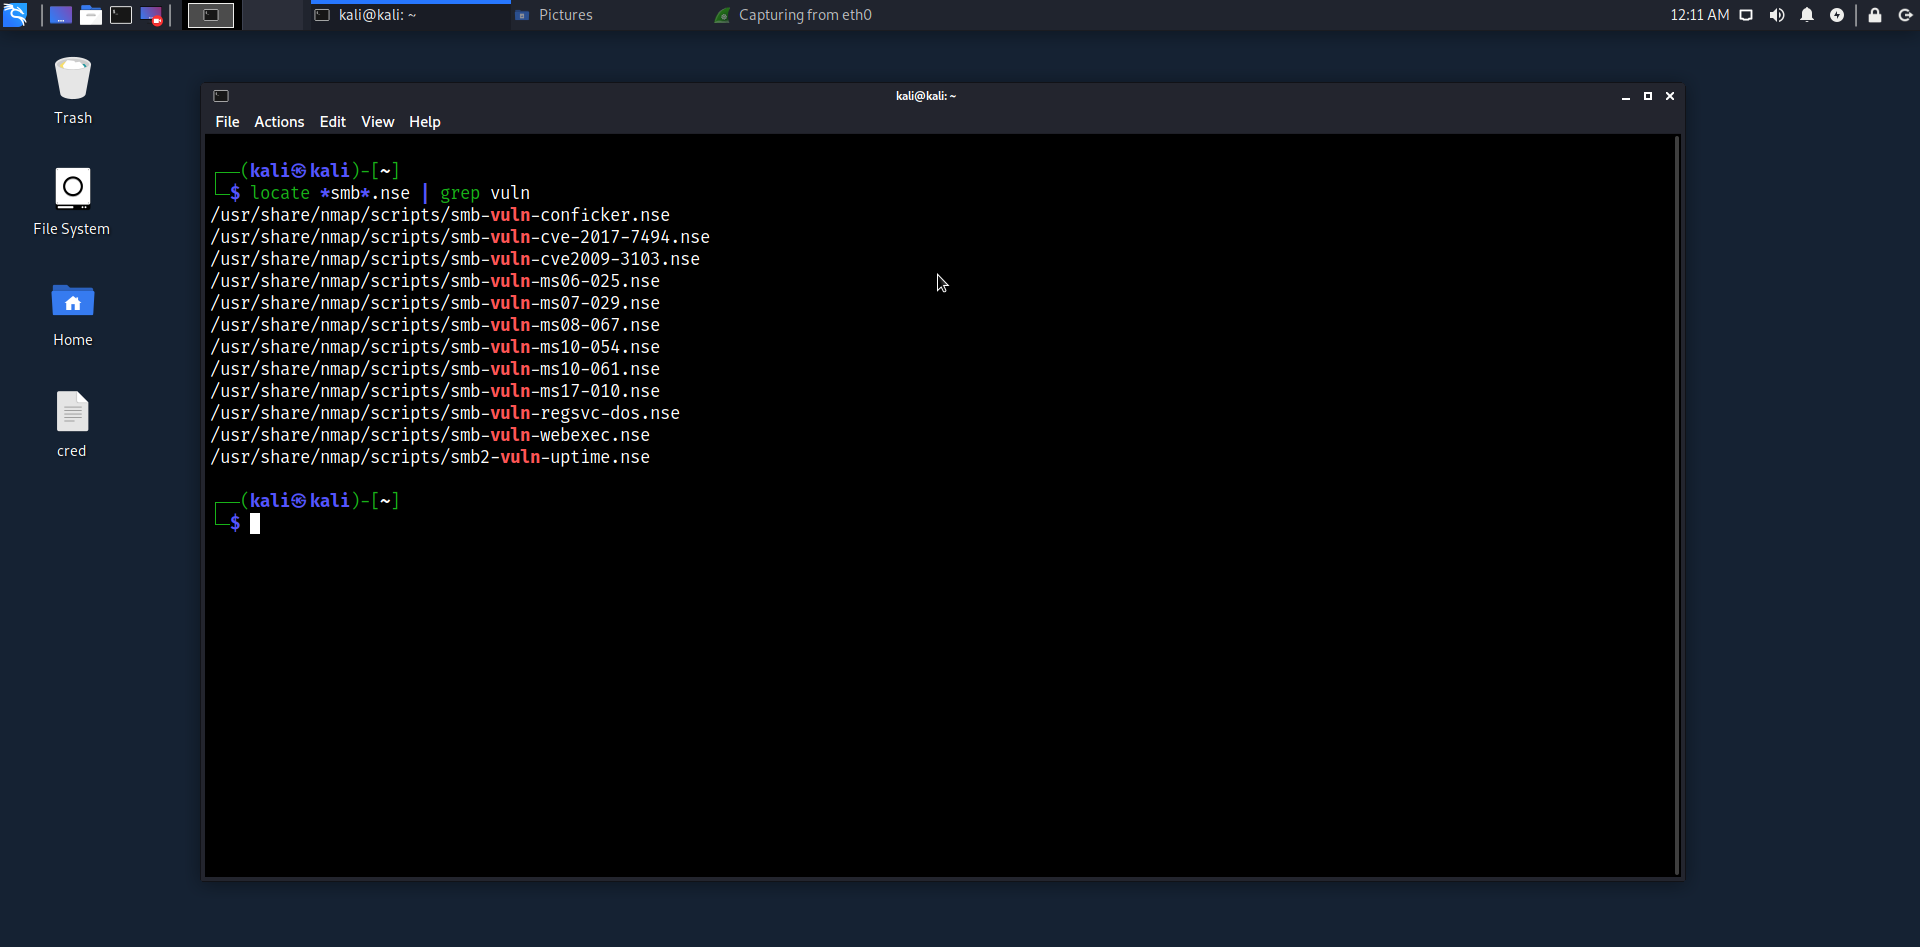 kali@kali: ~
Pictures
Capturing from eth0
12:11 AM
Trash
File System
Home
cred
kali@kali: ~
File Actions Edit View Help
(kali㉿kali)-[~]
$ locate *smb*.nse | grep vuln
/usr/share/nmap/scripts/smb-vuln-conficker.nse
/usr/share/nmap/scripts/smb-vuln-cve-2017-7494.nse
/usr/share/nmap/scripts/smb-vuln-cve2009-3103.nse
/usr/share/nmap/scripts/smb-vuln-ms06-025.nse
/usr/share/nmap/scripts/smb-vuln-ms07-029.nse
/usr/share/nmap/scripts/smb-vuln-ms08-067.nse
/usr/share/nmap/scripts/smb-vuln-ms10-054.nse
/usr/share/nmap/scripts/smb-vuln-ms10-061.nse
/usr/share/nmap/scripts/smb-vuln-ms17-010.nse
/usr/share/nmap/scripts/smb-vuln-regsvc-dos.nse
/usr/share/nmap/scripts/smb-vuln-webexec.nse
/usr/share/nmap/scripts/smb2-vuln-uptime.nse
(kali㉿kali)-[~]
$